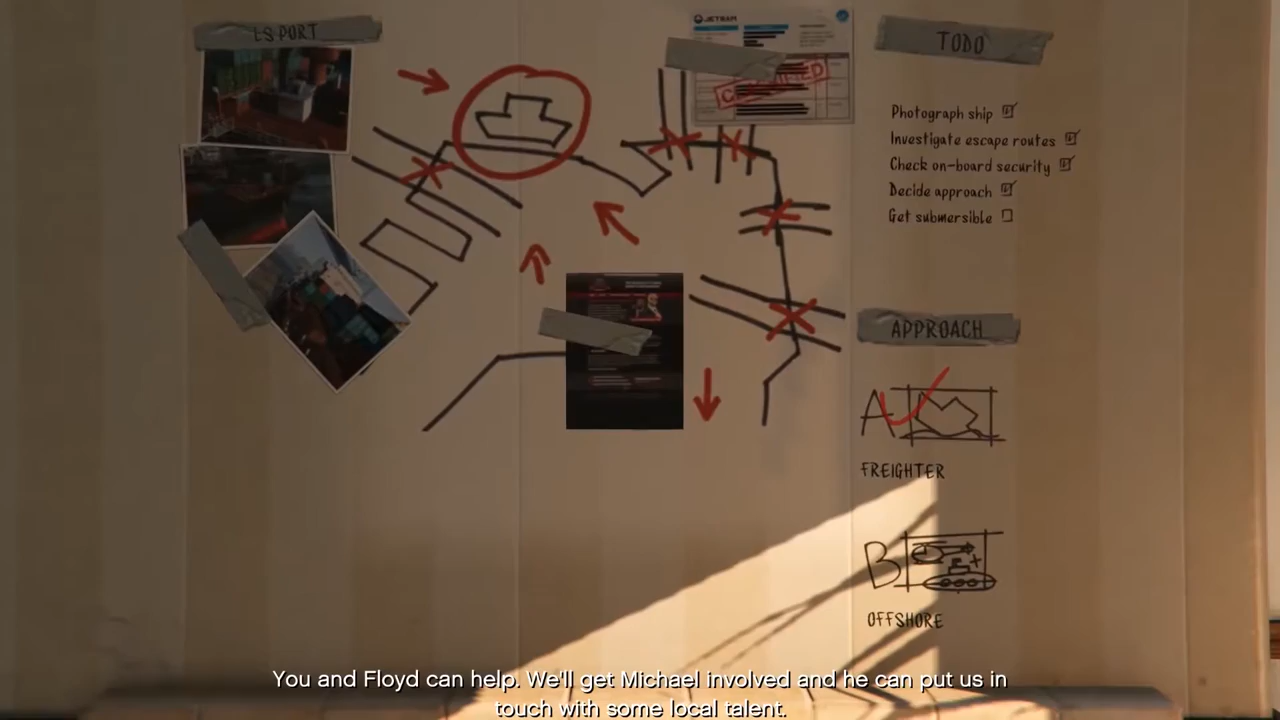 LS PORT
JETSAM
TODO
Photograph ship
Investigate escape routes
Check on-board security
Decide approach
Get submersible
APPROACH
A
FREIGHTER
B
OFFSHORE
You and Floyd can help. We'll get Michael involved and he can put us in
touch with some local talent.